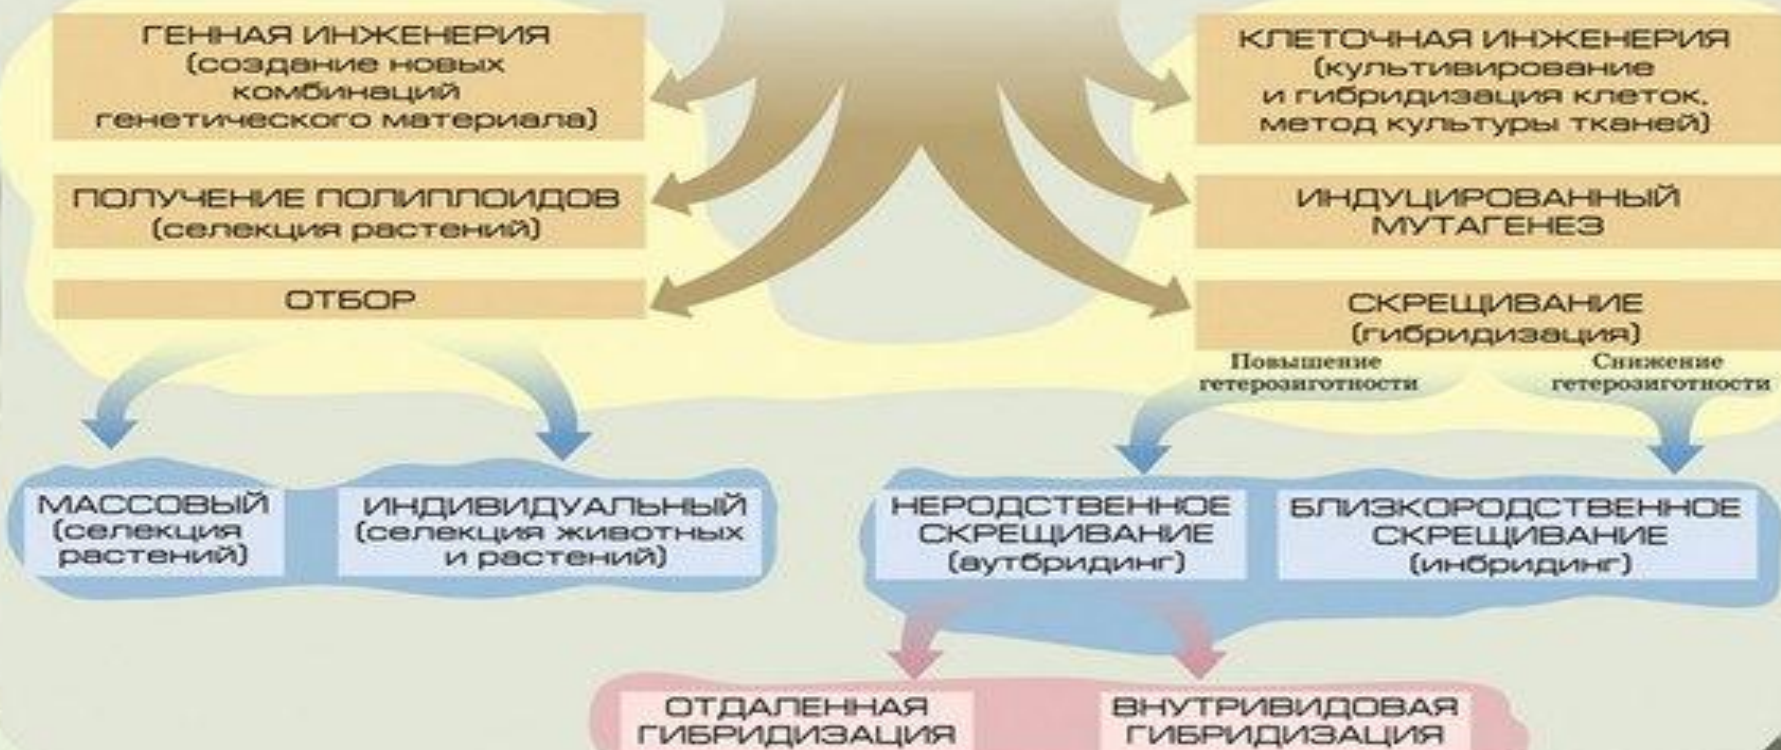 ГЕННАЯ ИНЖЕНЕРИЯ
(создание новых
комбинаций
генетического материала)
КЛЕТОЧНАЯ ИНЖЕНЕРИЯ
(культивирование
и гибридизация клеток,
метод культуры тканей)
ПОЛУЧЕНИЕ ПОЛИПЛОИДОВ
(селекция растений)
ИНДУЦИРОВАННЫЙ
МУТАГЕНЕЗ
ОТБОР
СКРЕЩИВАНИЕ
(гибридизация)
Повышение
гетерозиготности
Снижение
гетерозиготности
МАССОВЫЙ
(селекция
растений)
ИНДИВИДУАЛЬНЫЙ
(селекция животных
и растений)
НЕРОДСТВЕННОЕ
СКРЕЩИВАНИЕ
(аутбридинг)
БЛИЗКОРОДСТВЕННОЕ
СКРЕЩИВАНИЕ
(инбридинг)
ОТДАЛЕННАЯ
ГИБРИДИЗАЦИЯ
ВНУТРИВИДОВАЯ
ГИБРИДИЗАЦИЯ